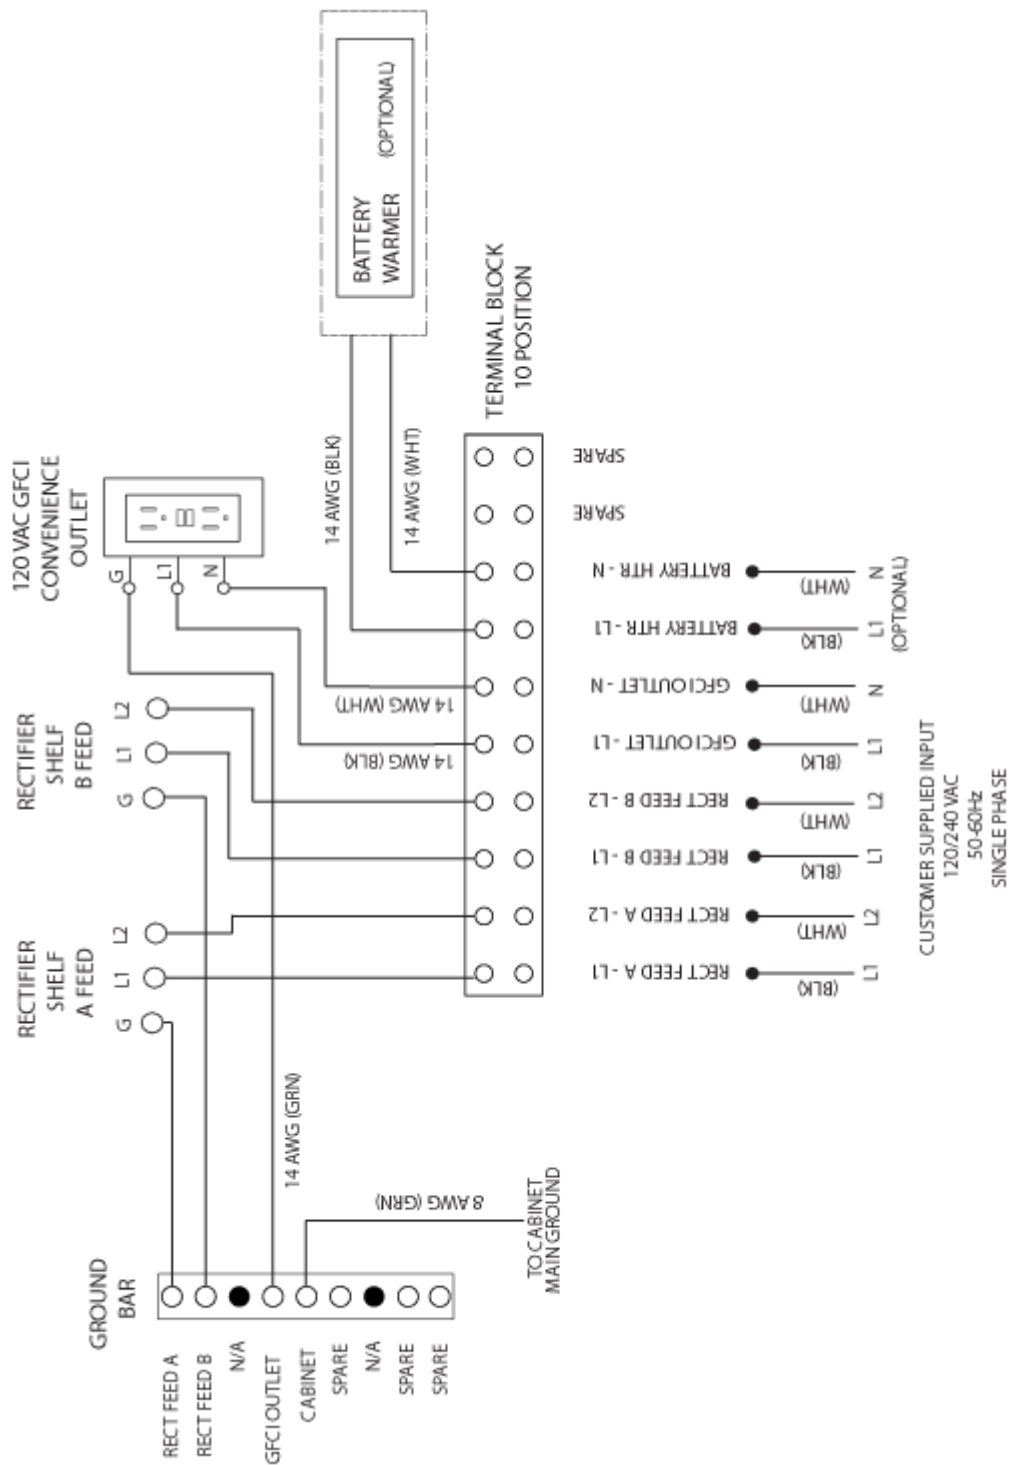 GROUND
BAR
RECT FEED A
RECT FEED B
N/A
GFCI OUTLET
CABINET
SPARE
N/A
SPARE
SPARE
14 AWG (GRN)
8 AWG (GRN)
TO CABINET
MAIN GROUND
RECTIFIER
SHELF
A FEED
G
L1
L2
RECTIFIER
SHELF
B FEED
G
L1
L2
120 VAC GFCI
CONVENIENCE
OUTLET
G
L1
N
14 AWG (BLK)
14 AWG (WHT)
14 AWG (BLK)
14 AWG (WHT)
BATTERY
WARMER
(OPTIONAL)
TERMINAL BLOCK
10 POSITION
RECT FEED A - L1
RECT FEED A - L2
RECT FEED B - L1
RECT FEED B - L2
GFCI OUTLET - L1
GFCI OUTLET - N
BATTERY HTR - L1
BATTERY HTR - N
SPARE
SPARE
(BLK)
(WHT)
(BLK)
(WHT)
(BLK)
(WHT)
(BLK)
(WHT)
L1
L2
L1
L2
L1
N
L1
N
(OPTIONAL)
CUSTOMER SUPPLIED INPUT
120/240 VAC
50-60Hz
SINGLE PHASE